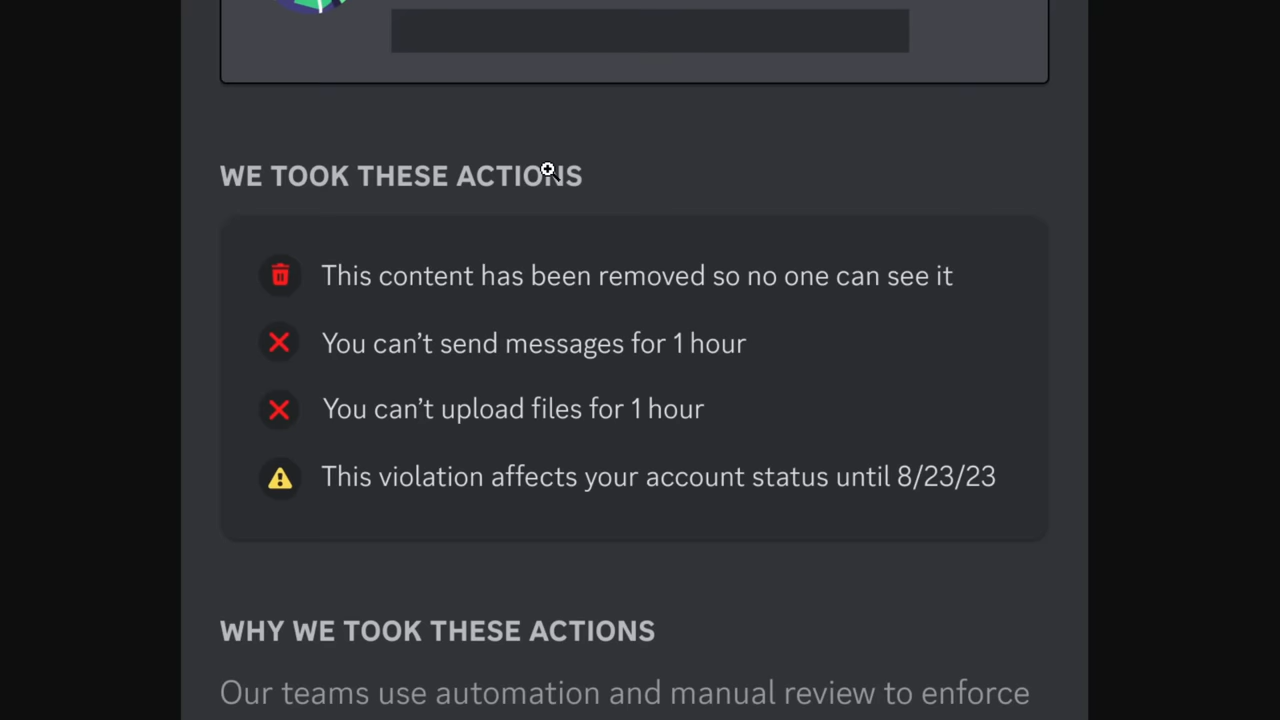 WE TOOK THESE ACTIONS
This content has been removed so no one can see it
You can’t send messages for 1 hour
You can’t upload files for 1 hour
This violation affects your account status until 8/23/23
WHY WE TOOK THESE ACTIONS
Our teams use automation and manual review to enforce